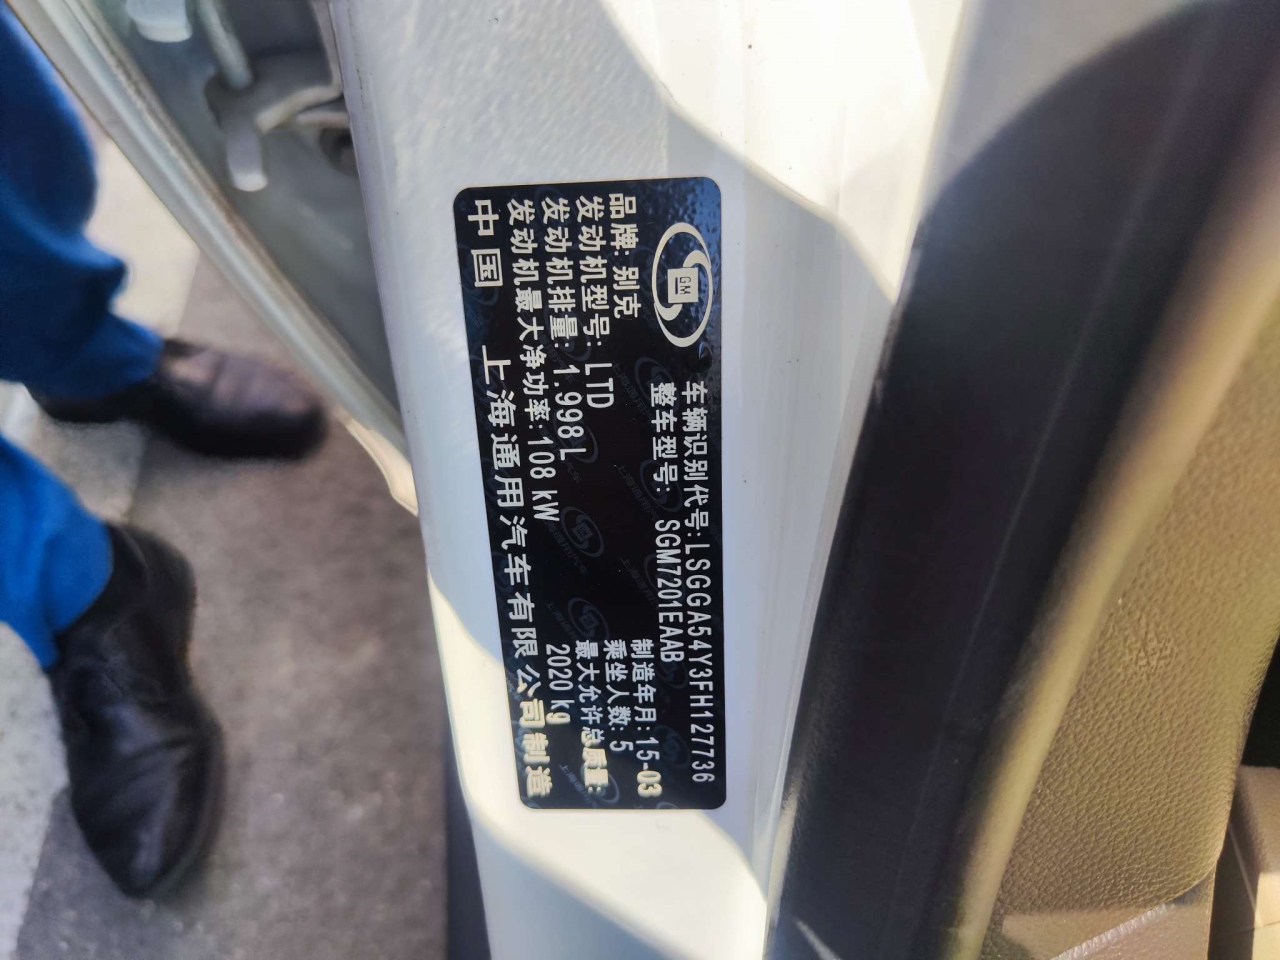 GM
车辆识别代号:LSGGA54Y3FH127736
整车型号: SGM7201EAAB
品牌: 别克
发动机型号: LTD
发动机排量: 1.998L
发动机最大净功率: 108 kW
制造年月: 15-03
乘坐人数: 5
最大允许总质量:
2020 kg
中国 上海通用汽车有限公司制造